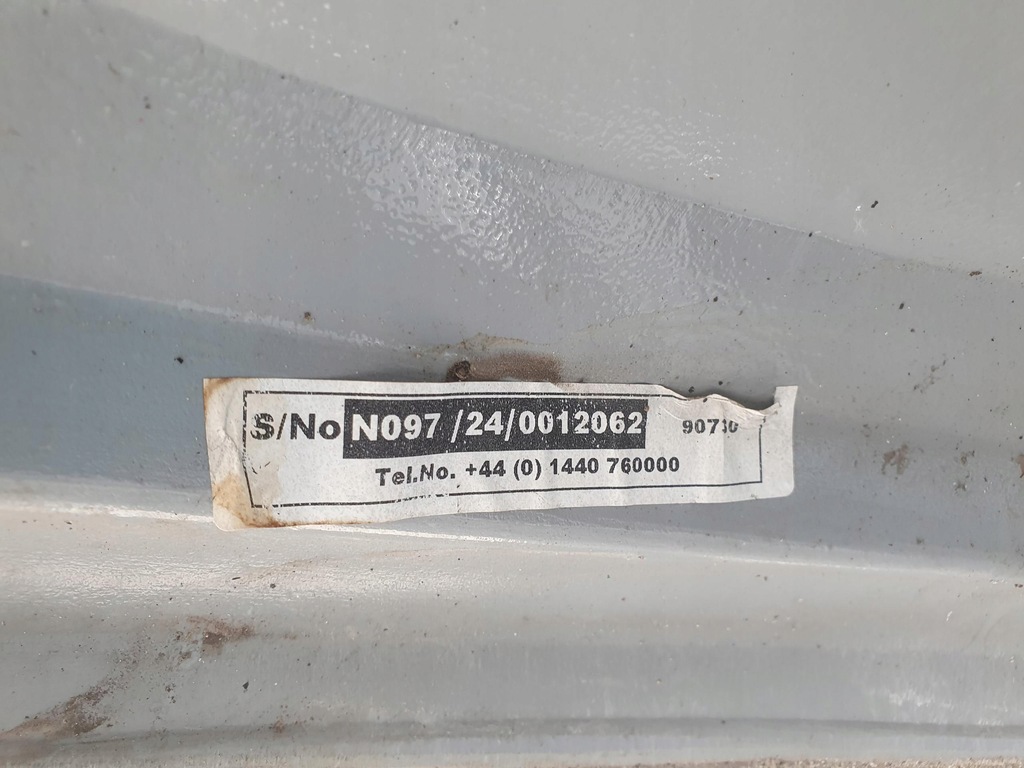 S/No N097 /24/0012062 90730
Tel.No. +44 (0) 1440 760000